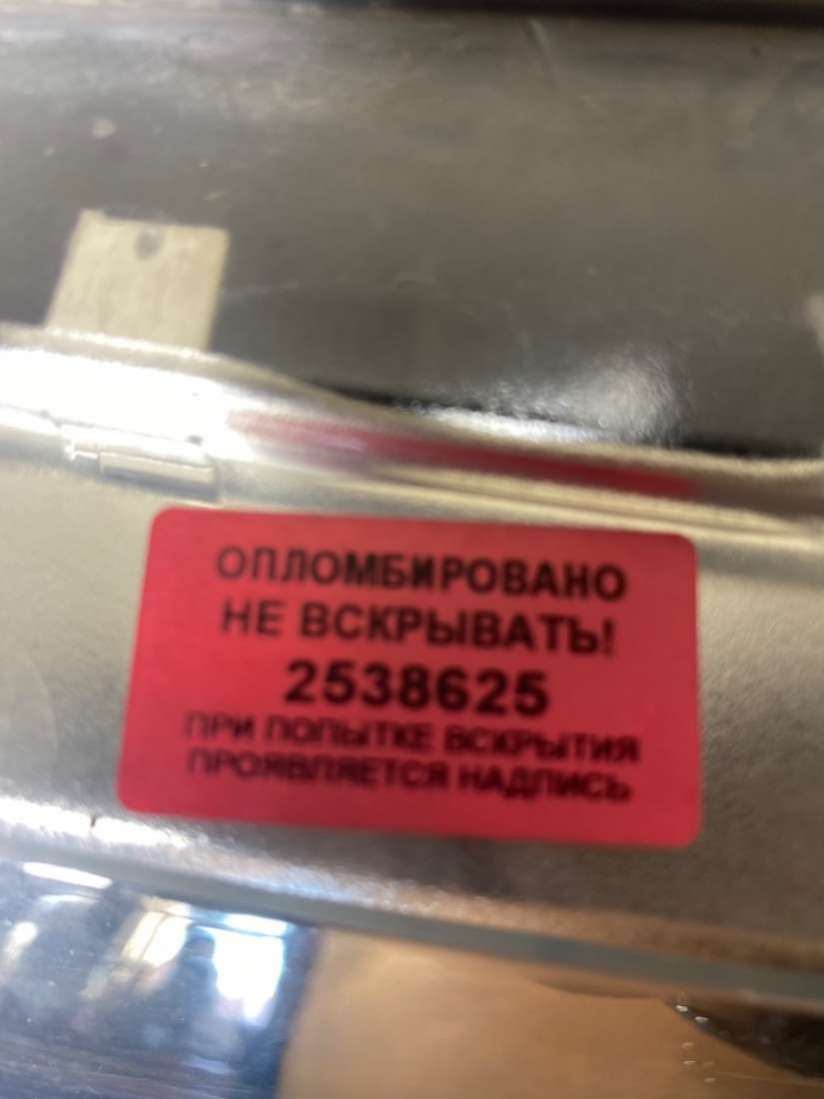 ОПЛОМБИРОВАНО
НЕ ВСКРЫВАТЬ!
2538625
ПРИ ПОПЫТКЕ ВСКРЫТИЯ
ПРОЯВЛЯЕТСЯ НАДПИСЬ